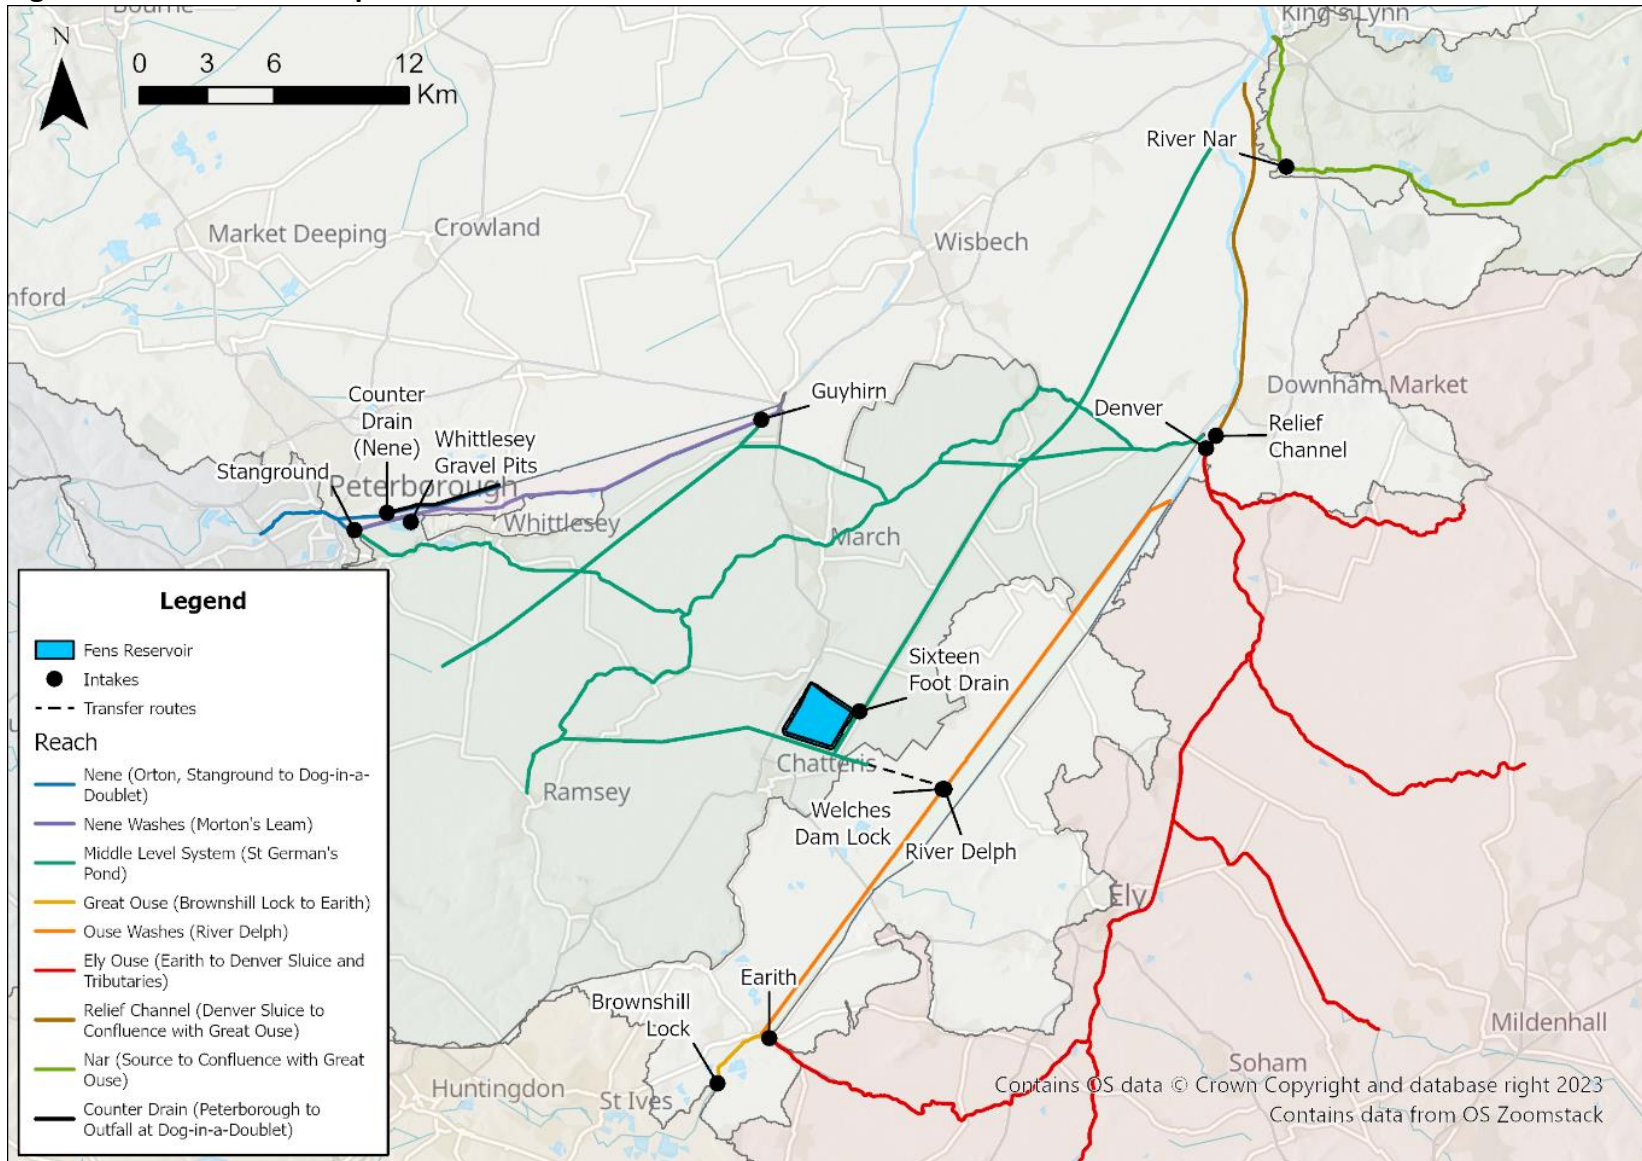 Bourne
King's Lynn
N
0 3 6 12
Km
River Nar
Market Deeping
Crowland
Wisbech
nford
Counter
Drain
(Nene)
Guyhirn
Downham Market
Denver
Relief
Channel
Whittlesey
Gravel Pits
Stanground
Peterborough
Whittlesey
March
Legend
Fens Reservoir
Intakes
Transfer routes
Reach
Nene (Orton, Stanground to Dog-in-a-
Doublet)
Nene Washes (Morton's Leam)
Middle Level System (St German's
Pond)
Great Ouse (Brownshill Lock to Earith)
Ouse Washes (River Delph)
Ely Ouse (Earith to Denver Sluice and
Tributaries)
Relief Channel (Denver Sluice to
Confluence with Great Ouse)
Nar (Source to Confluence with Great
Ouse)
Counter Drain (Peterborough to
Outfall at Dog-in-a-Doublet)
Sixteen
Foot Drain
Chatteris
Ramsey
Welches
Dam Lock
River Delph
Ely
Earith
Brownshill
Lock
Mildenhall
Soham
Huntingdon
St Ives
Contains OS data © Crown Copyright and database right 2023
Contains data from OS Zoomstack